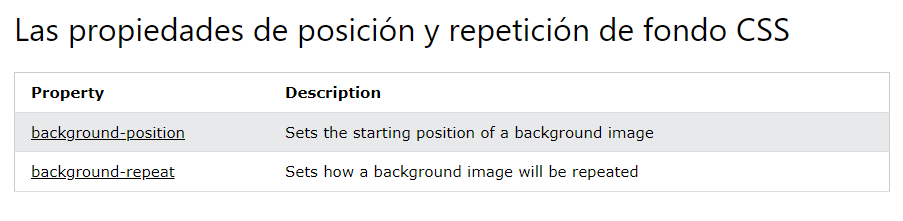 Las propiedades de posición y repetición de fondo CSS
Property Description
background-position Sets the starting position of a background image
background-repeat Sets how a background image will be repeated